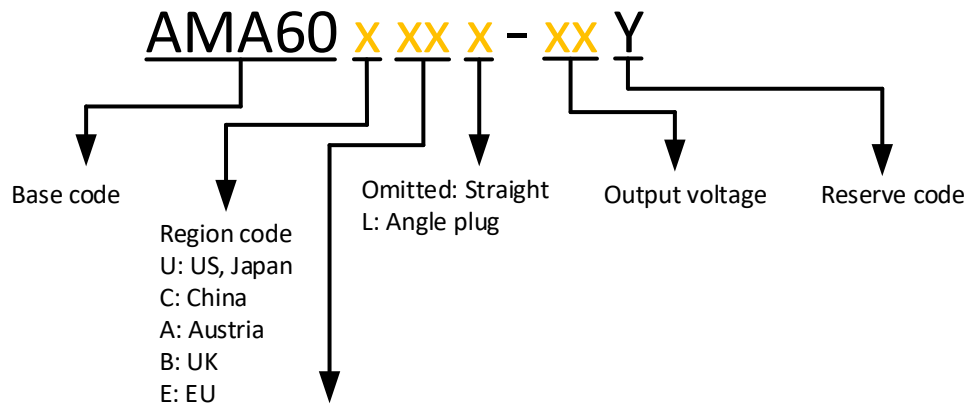 AMA60 x xx x - xx Y
Base code
Omitted: Straight
L: Angle plug
Output voltage
Reserve code
Region code
U: US, Japan
C: China
A: Austria
B: UK
E: EU